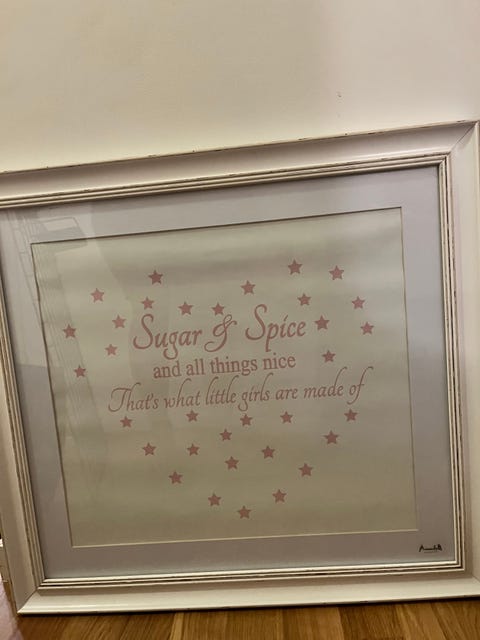 Sugar & Spice
and all things nice
That's what little girls are made of